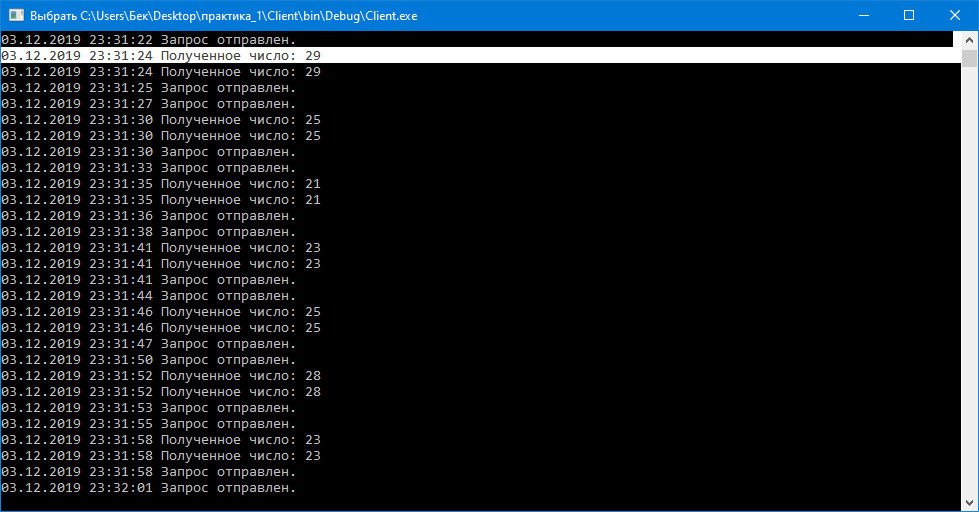 Выбрать C:\Users\Бек\Desktop\практика_1\Client\bin\Debug\Client.exe
03.12.2019 23:31:22 Запрос отправлен.
03.12.2019 23:31:24 Полученное число: 29
03.12.2019 23:31:24 Полученное число: 29
03.12.2019 23:31:25 Запрос отправлен.
03.12.2019 23:31:27 Запрос отправлен.
03.12.2019 23:31:30 Полученное число: 25
03.12.2019 23:31:30 Полученное число: 25
03.12.2019 23:31:30 Запрос отправлен.
03.12.2019 23:31:33 Запрос отправлен.
03.12.2019 23:31:35 Полученное число: 21
03.12.2019 23:31:35 Полученное число: 21
03.12.2019 23:31:36 Запрос отправлен.
03.12.2019 23:31:38 Запрос отправлен.
03.12.2019 23:31:41 Полученное число: 23
03.12.2019 23:31:41 Полученное число: 23
03.12.2019 23:31:41 Запрос отправлен.
03.12.2019 23:31:44 Запрос отправлен.
03.12.2019 23:31:46 Полученное число: 25
03.12.2019 23:31:46 Полученное число: 25
03.12.2019 23:31:47 Запрос отправлен.
03.12.2019 23:31:50 Запрос отправлен.
03.12.2019 23:31:52 Полученное число: 28
03.12.2019 23:31:52 Полученное число: 28
03.12.2019 23:31:53 Запрос отправлен.
03.12.2019 23:31:55 Запрос отправлен.
03.12.2019 23:31:58 Полученное число: 23
03.12.2019 23:31:58 Полученное число: 23
03.12.2019 23:31:58 Запрос отправлен.
03.12.2019 23:32:01 Запрос отправлен.